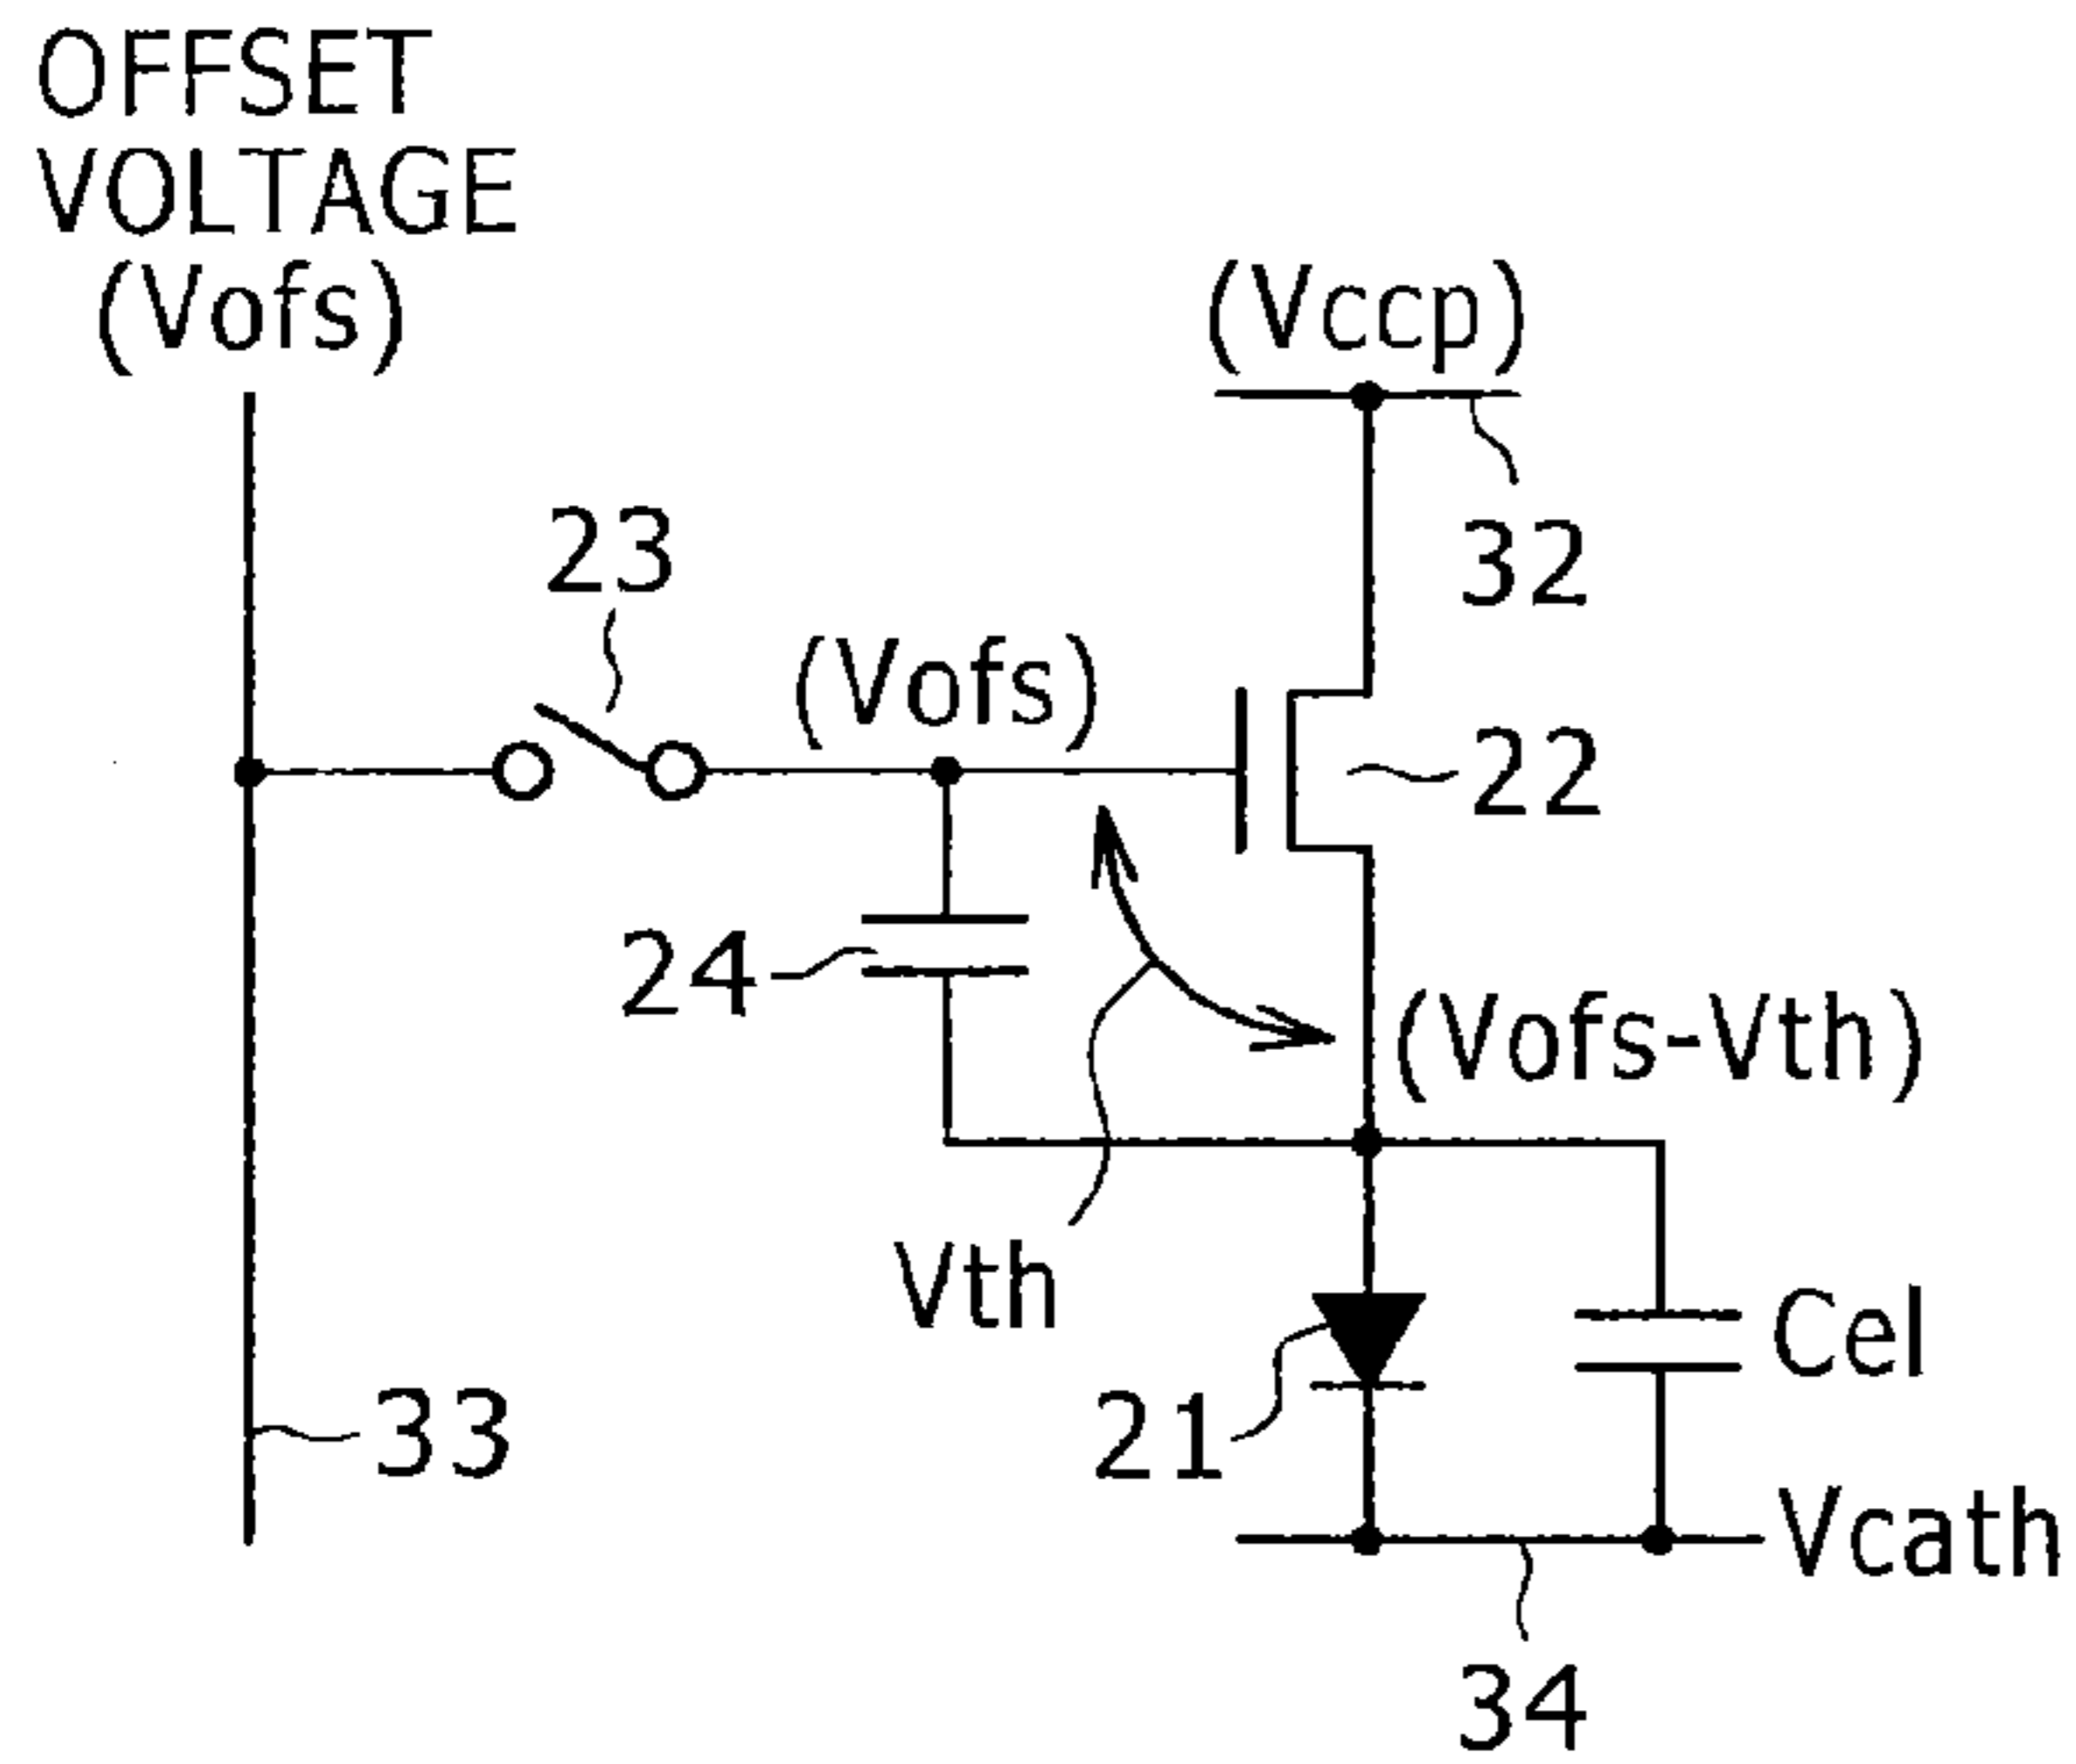 OFFSET
VOLTAGE
(Vofs)
(Vccp)
32
23
(Vofs)
22
24
(Vofs-Vth)
Vth
Cel
21
33
Vcath
34